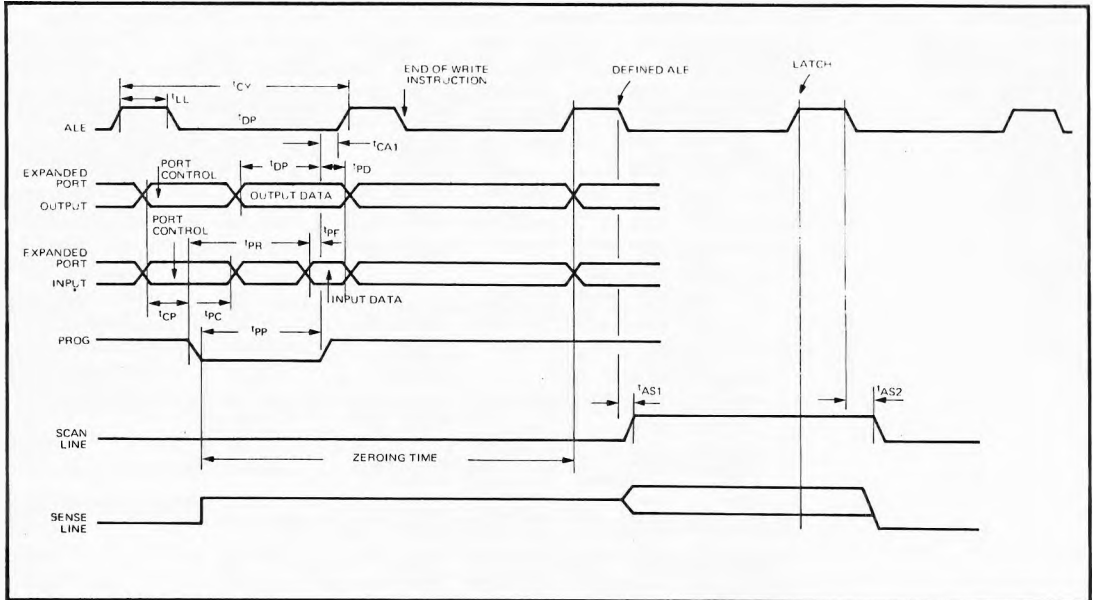 END OF WRITE
INSTRUCTION
DEFINED ALE
LATCH
tCY
tLL
ALE
tDP
tCA1
EXPANDED
PORT
OUTPUT
PORT
CONTROL
tDP
tPD
OUTPUT DATA
PORT
CONTROL
tPR
tPF
EXPANDED
PORT
INPUT
INPUT DATA
tCP
tPC
PROG
tPP
tAS1
tAS2
SCAN
LINE
ZEROING TIME
SENSE
LINE